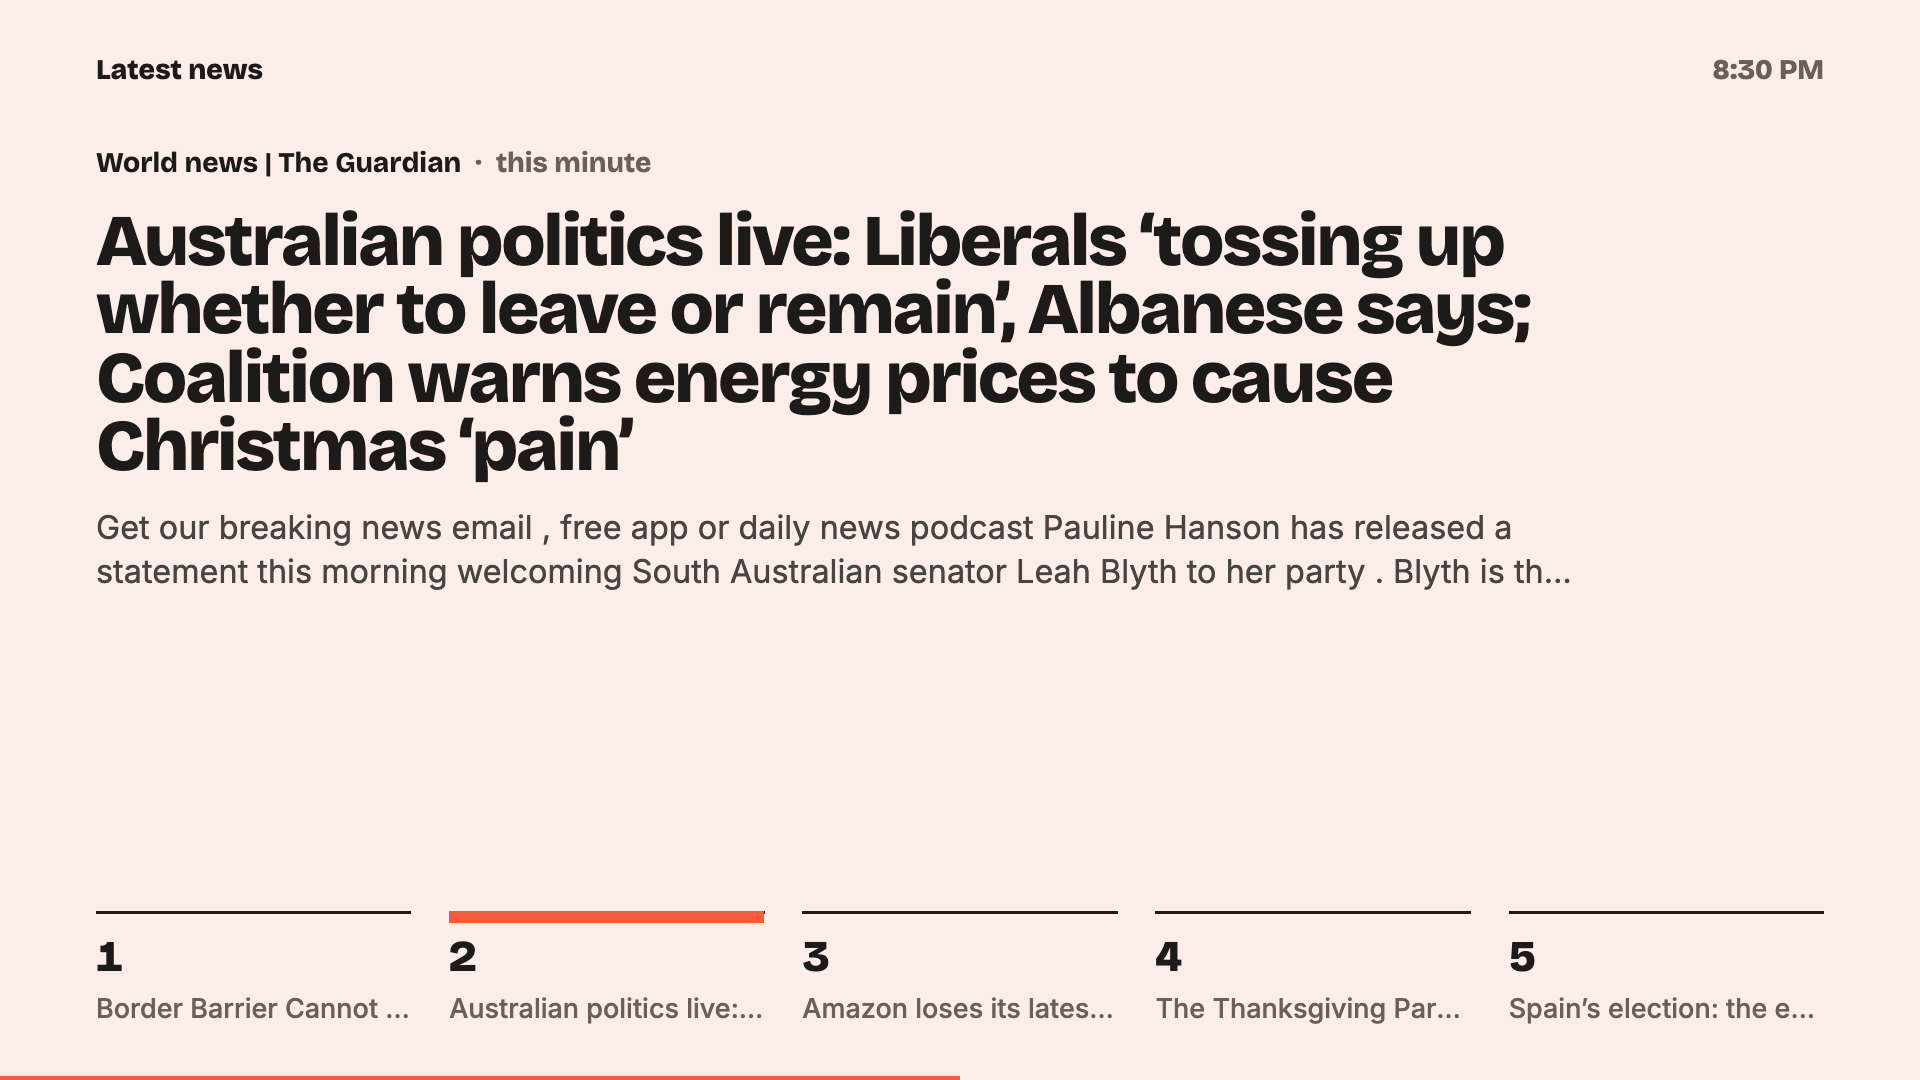 Latest news
8:30 PM
World news | The Guardian · this minute
Australian politics live: Liberals ‘tossing up
whether to leave or remain’, Albanese says;
Coalition warns energy prices to cause
Christmas ‘pain’
Get our breaking news email , free app or daily news podcast Pauline Hanson has released a
statement this morning welcoming South Australian senator Leah Blyth to her party . Blyth is th...
1
Border Barrier Cannot ...
2
Australian politics live:...
3
Amazon loses its lates...
4
The Thanksgiving Par...
5
Spain’s election: the e...